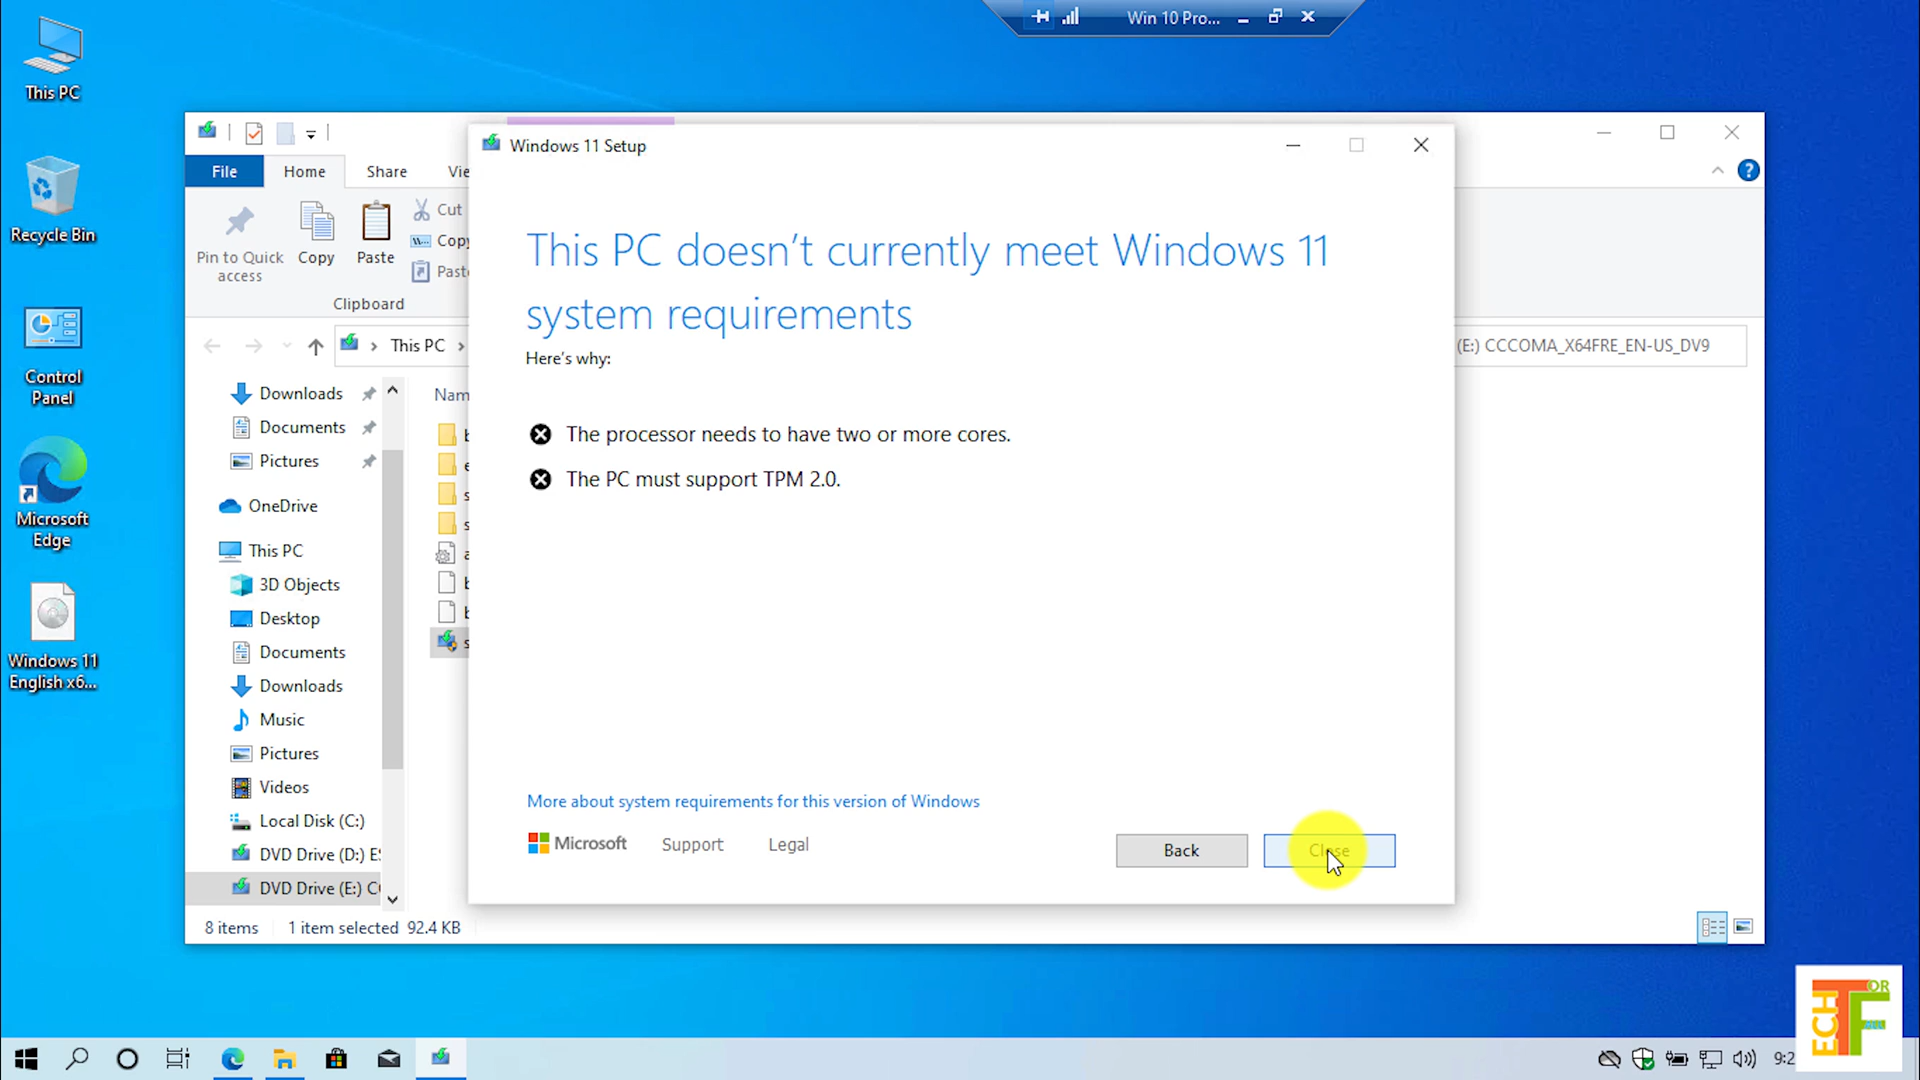 Win 10 Pro...
This PC
Recycle Bin
Control
Panel
Microsoft
Edge
Windows 11
English x6...
File
Home
Share
Pin to Quick
access
Copy
Paste
Cut
Clipboard
This PC
(E:) CCCOMA_X64FRE_EN-US_DV9
Downloads
Documents
Pictures
OneDrive
This PC
3D Objects
Desktop
Documents
Downloads
Music
Pictures
Videos
Local Disk (C:)
DVD Drive (D:) ES
DVD Drive (E:)
8 items
1 item selected 92.4 KB
Windows 11 Setup
This PC doesn't currently meet Windows 11
system requirements
Here's why:
The processor needs to have two or more cores.
The PC must support TPM 2.0.
More about system requirements for this version of Windows
Microsoft
Support
Legal
Back
Close
ECH
T
OR
F